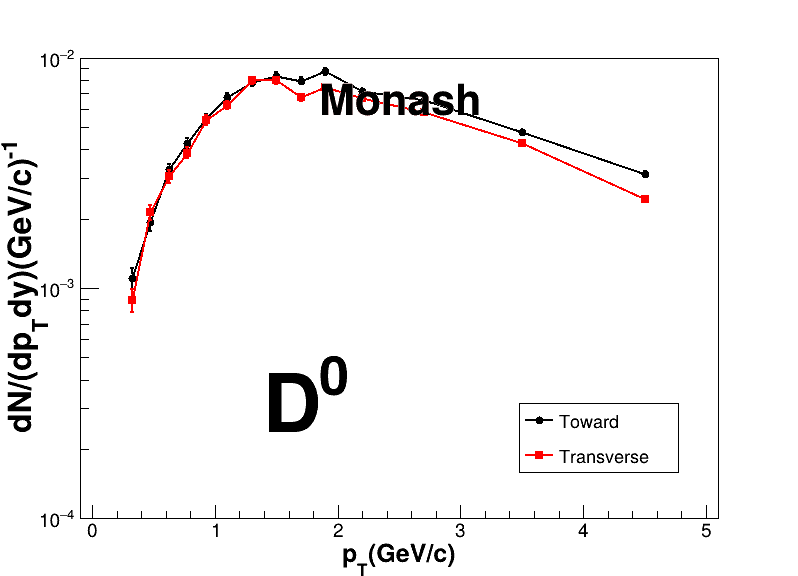 10⁻²
Monash
dN/(dp_T dy)(GeV/c)⁻¹
10⁻³
D⁰
Toward
Transverse
10⁻⁴
0 1 2 3 4 5
p_T(GeV/c)